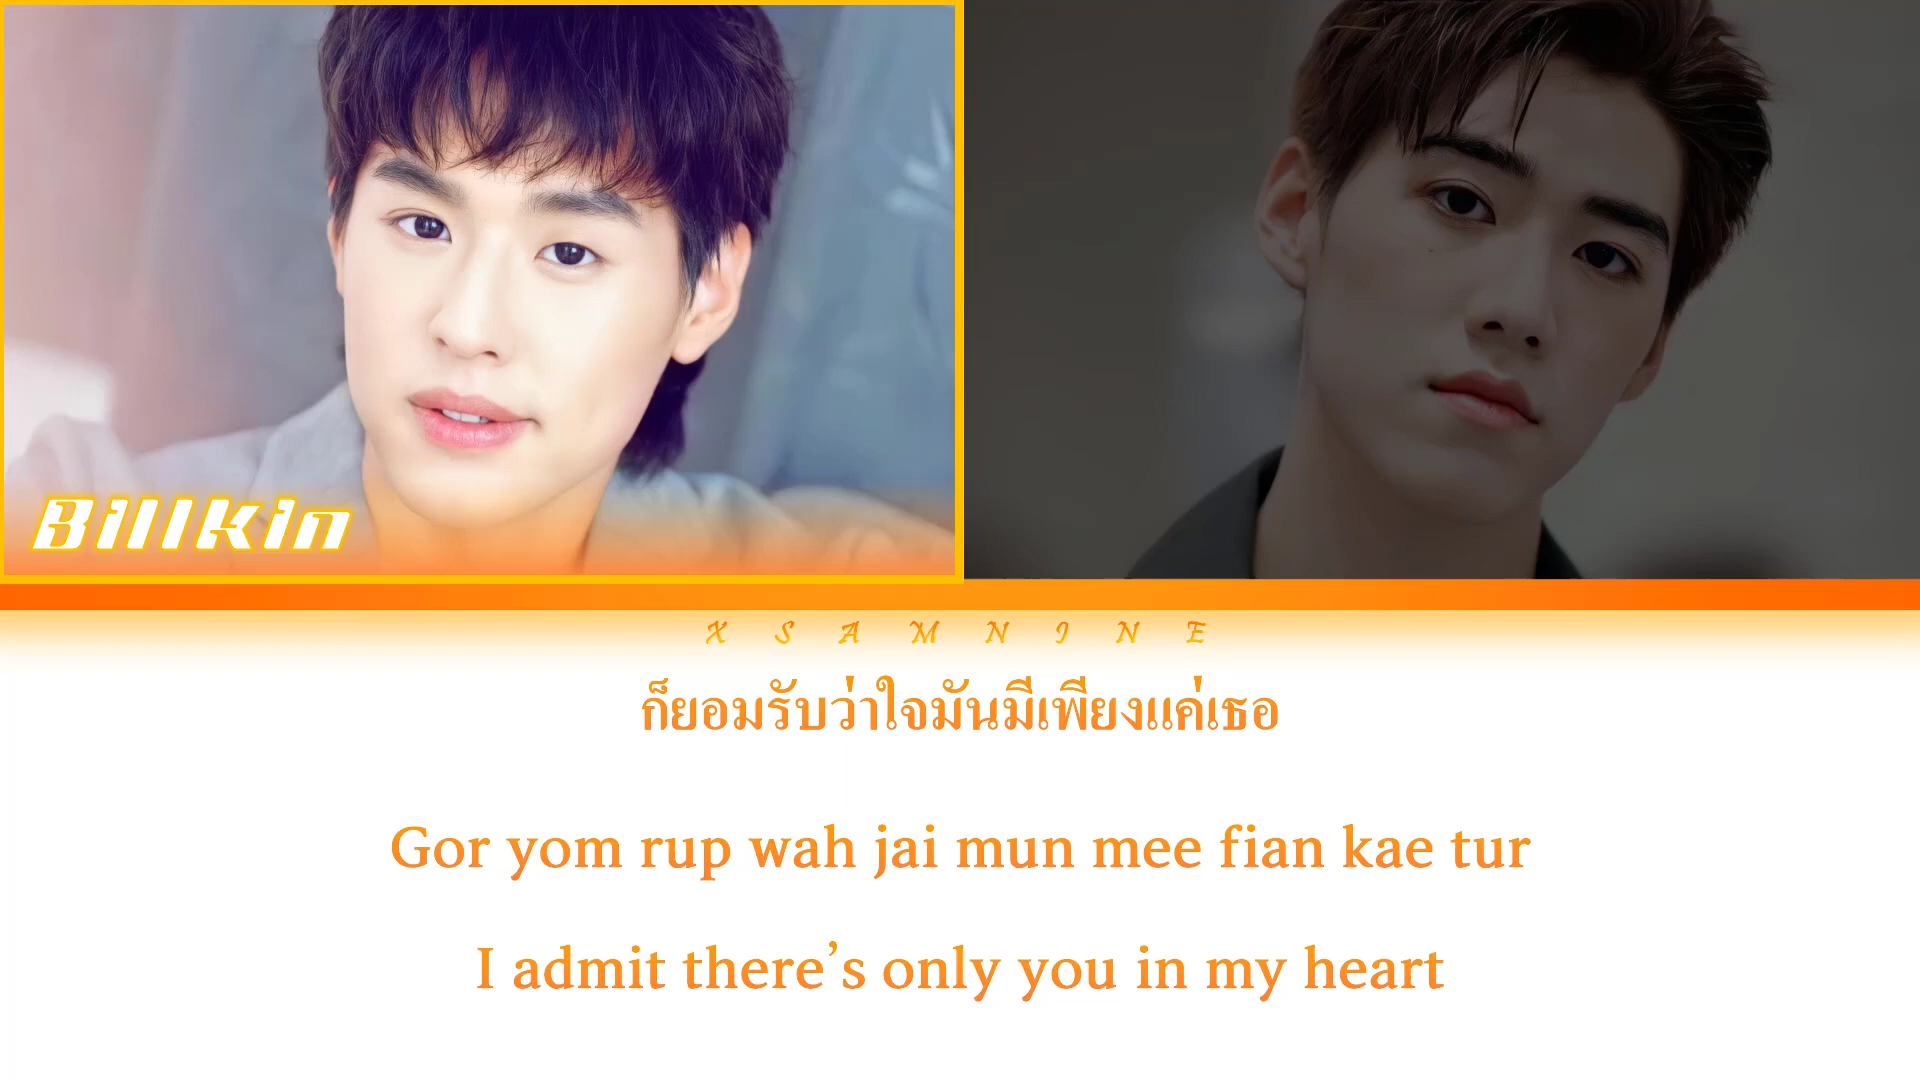 Billkin
X S A M N I N E
ก็ยอมรับว่าใจมันมีเพียงแค่เธอ
Gor yom rup wah jai mun mee fian kae tur
I admit there’s only you in my heart